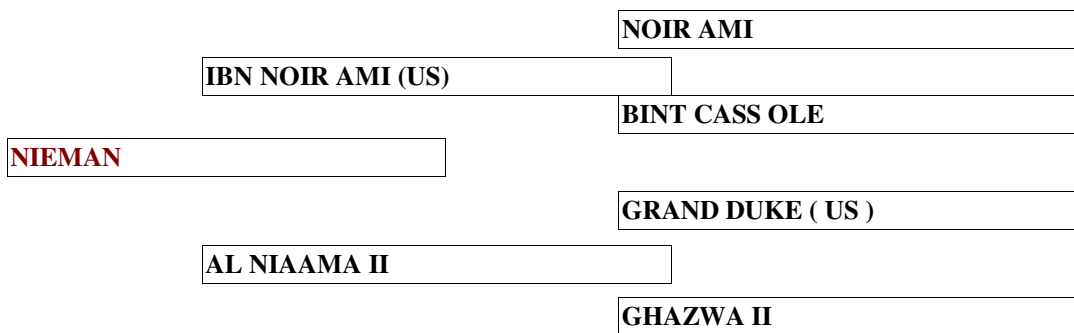 NOIR AMI
IBN NOIR AMI (US)
BINT CASS OLE
NIEMAN
GRAND DUKE ( US )
AL NIAAMA II
GHAZWA II